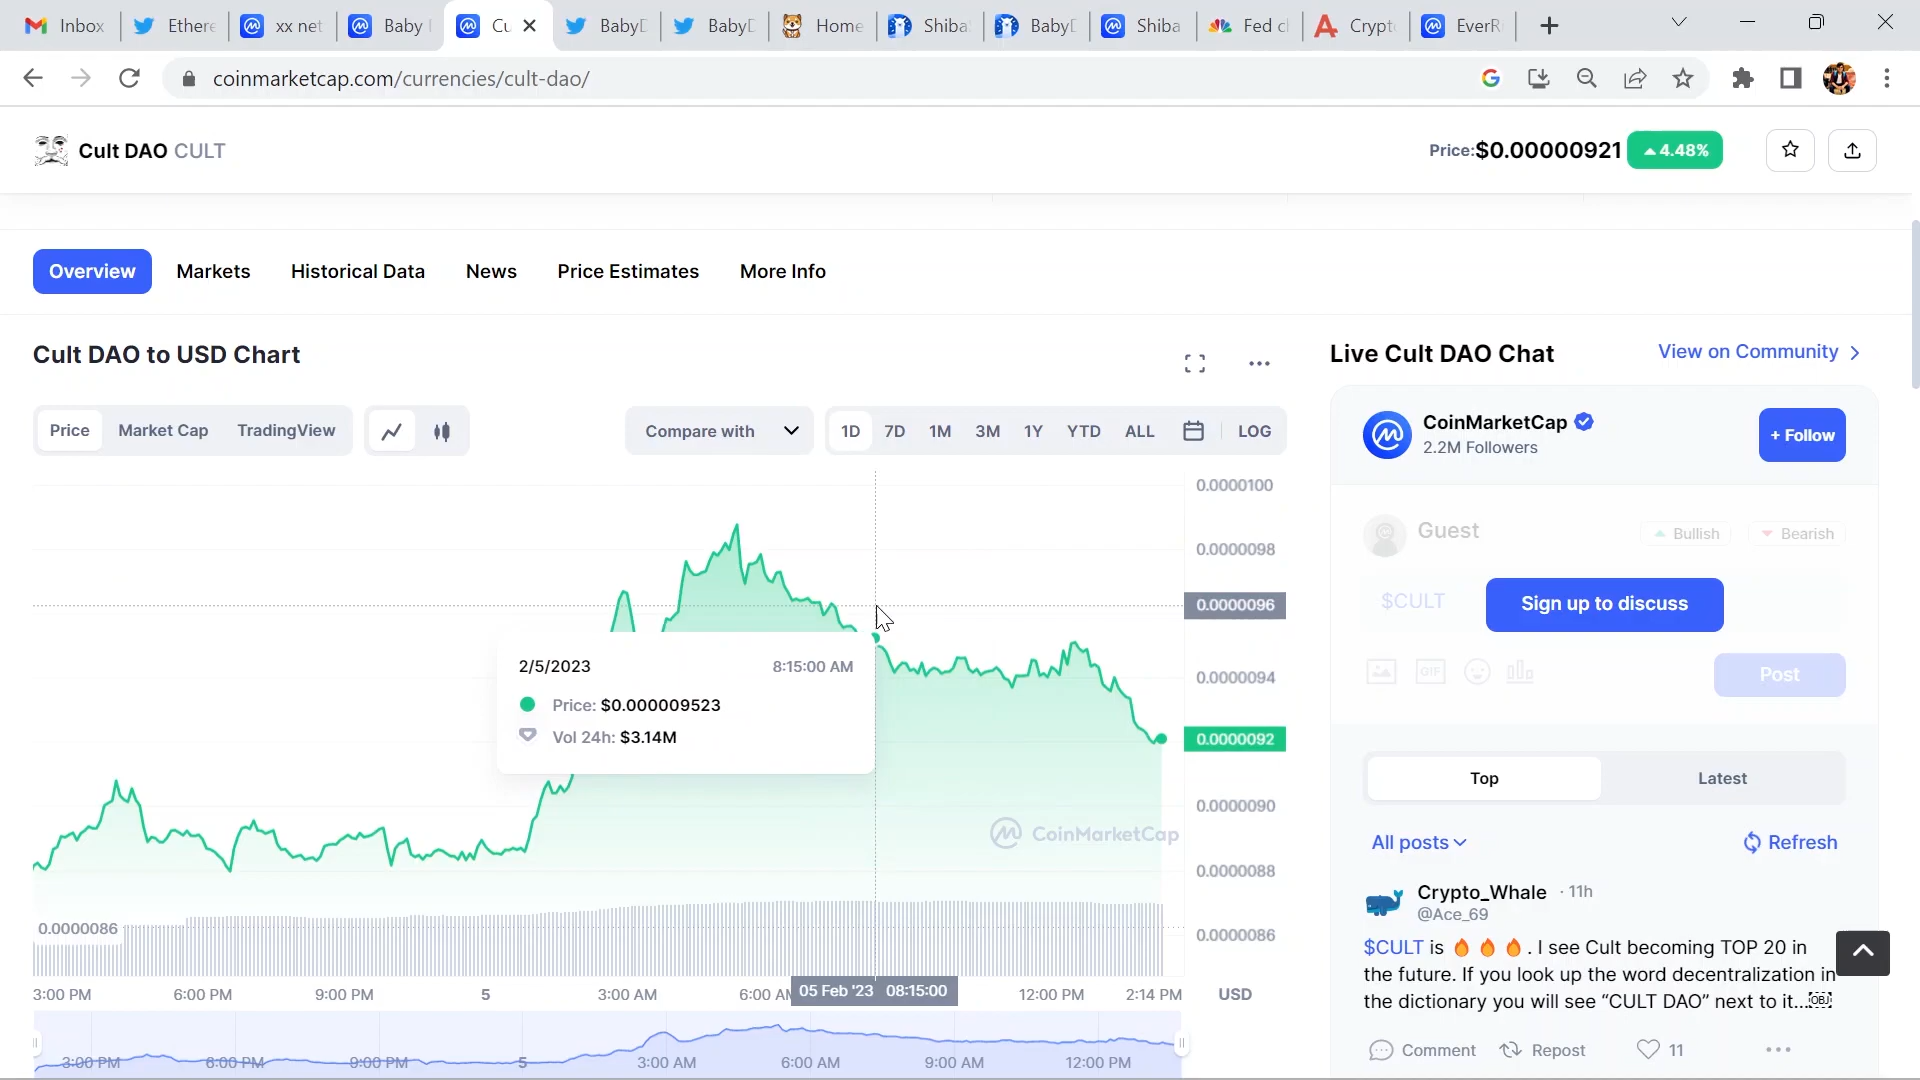 Inbox
Ethere
xx net
Baby
Cu
BabyD
BabyD
Home
Shiba
BabyD
Shiba
Fed c
Crypt
EverR
coinmarketcap.com/currencies/cult-dao/
Cult DAO CULT
Price:$0.00000921
4.48%
Overview
Markets
Historical Data
News
Price Estimates
More Info
Cult DAO to USD Chart
Price
Market Cap
TradingView
Compare with
1D
7D
1M
3M
1Y
YTD
ALL
LOG
0.0000100
0.0000098
0.0000096
0.0000094
0.0000092
0.0000090
0.0000088
0.0000086
2/5/2023
8:15:00 AM
Price: $0.000009523
Vol 24h: $3.14M
CoinMarketCap
0.0000086
3:00 PM
6:00 PM
9:00 PM
5
3:00 AM
6:00 AM
05 Feb '23 08:15:00
12:00 PM
2:14 PM
USD
3:00 PM
6:00 PM
9:00 PM
5
3:00 AM
6:00 AM
9:00 AM
12:00 PM
Live Cult DAO Chat
View on Community
CoinMarketCap
2.2M Followers
+ Follow
Guest
Bullish
Bearish
$CULT
Sign up to discuss
GIF
Post
Top
Latest
All posts
Refresh
Crypto_Whale · 11h
@Ace_69
$CULT is 🔥 🔥 🔥 . I see Cult becoming TOP 20 in
the future. If you look up the word decentralization in
the dictionary you will see “CULT DAO” next to it...
Comment
Repost
11